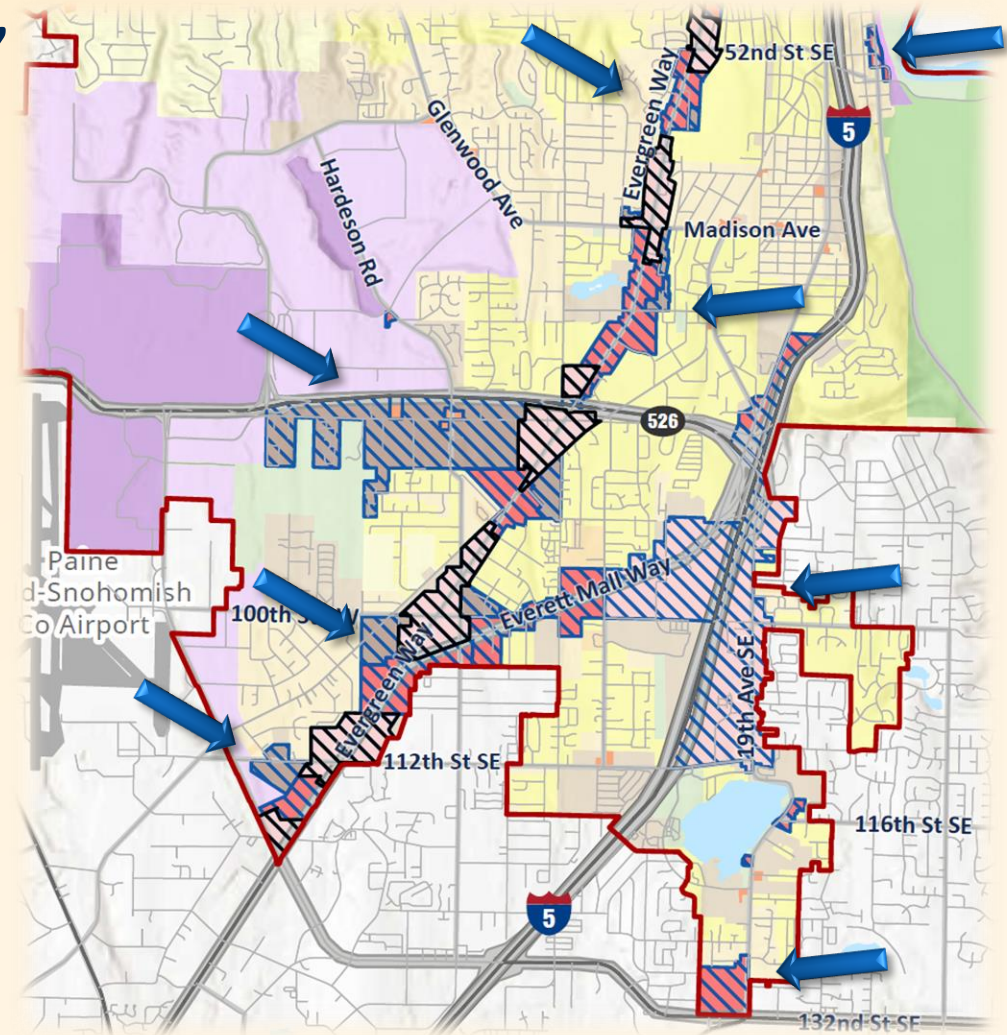 52nd St SE
Evergreen Way
5
Glenwood Ave
Hardeson Rd
Madison Ave
526
Paine
d-Snohomish
Co Airport
100th St
Everett Mall Way
Evergreen Way
19th Ave SE
112th St SE
116th St SE
5
132nd St SE